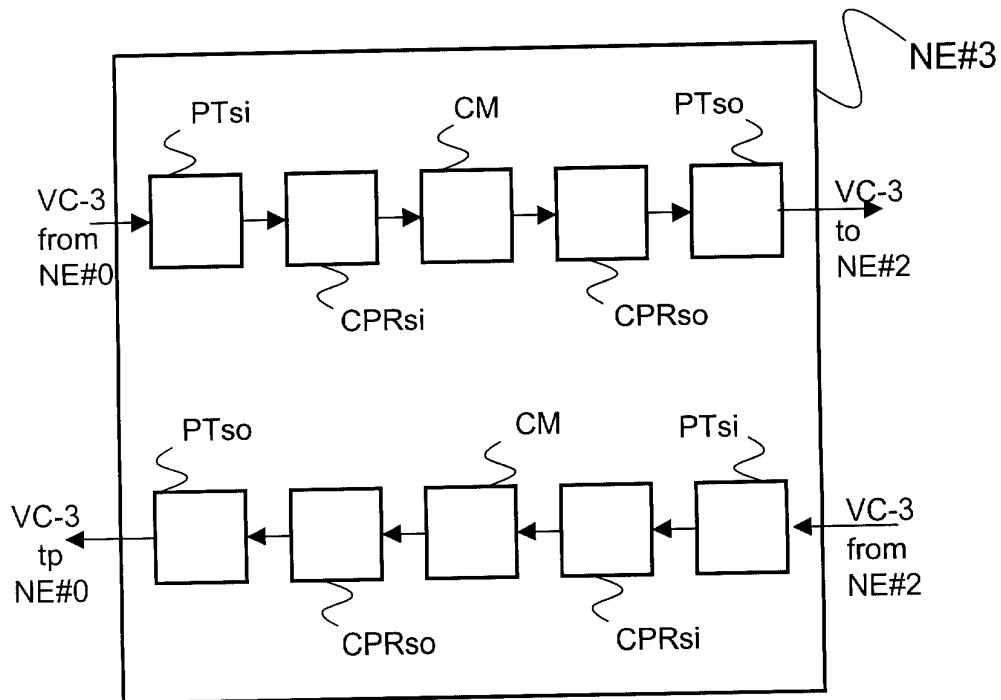 NE#3
PTsi
CM
PTso
VC-3
from
NE#0
VC-3
to
NE#2
CPRsi
CPRso
PTso
CM
PTsi
VC-3
tp
NE#0
VC-3
from
NE#2
CPRso
CPRsi